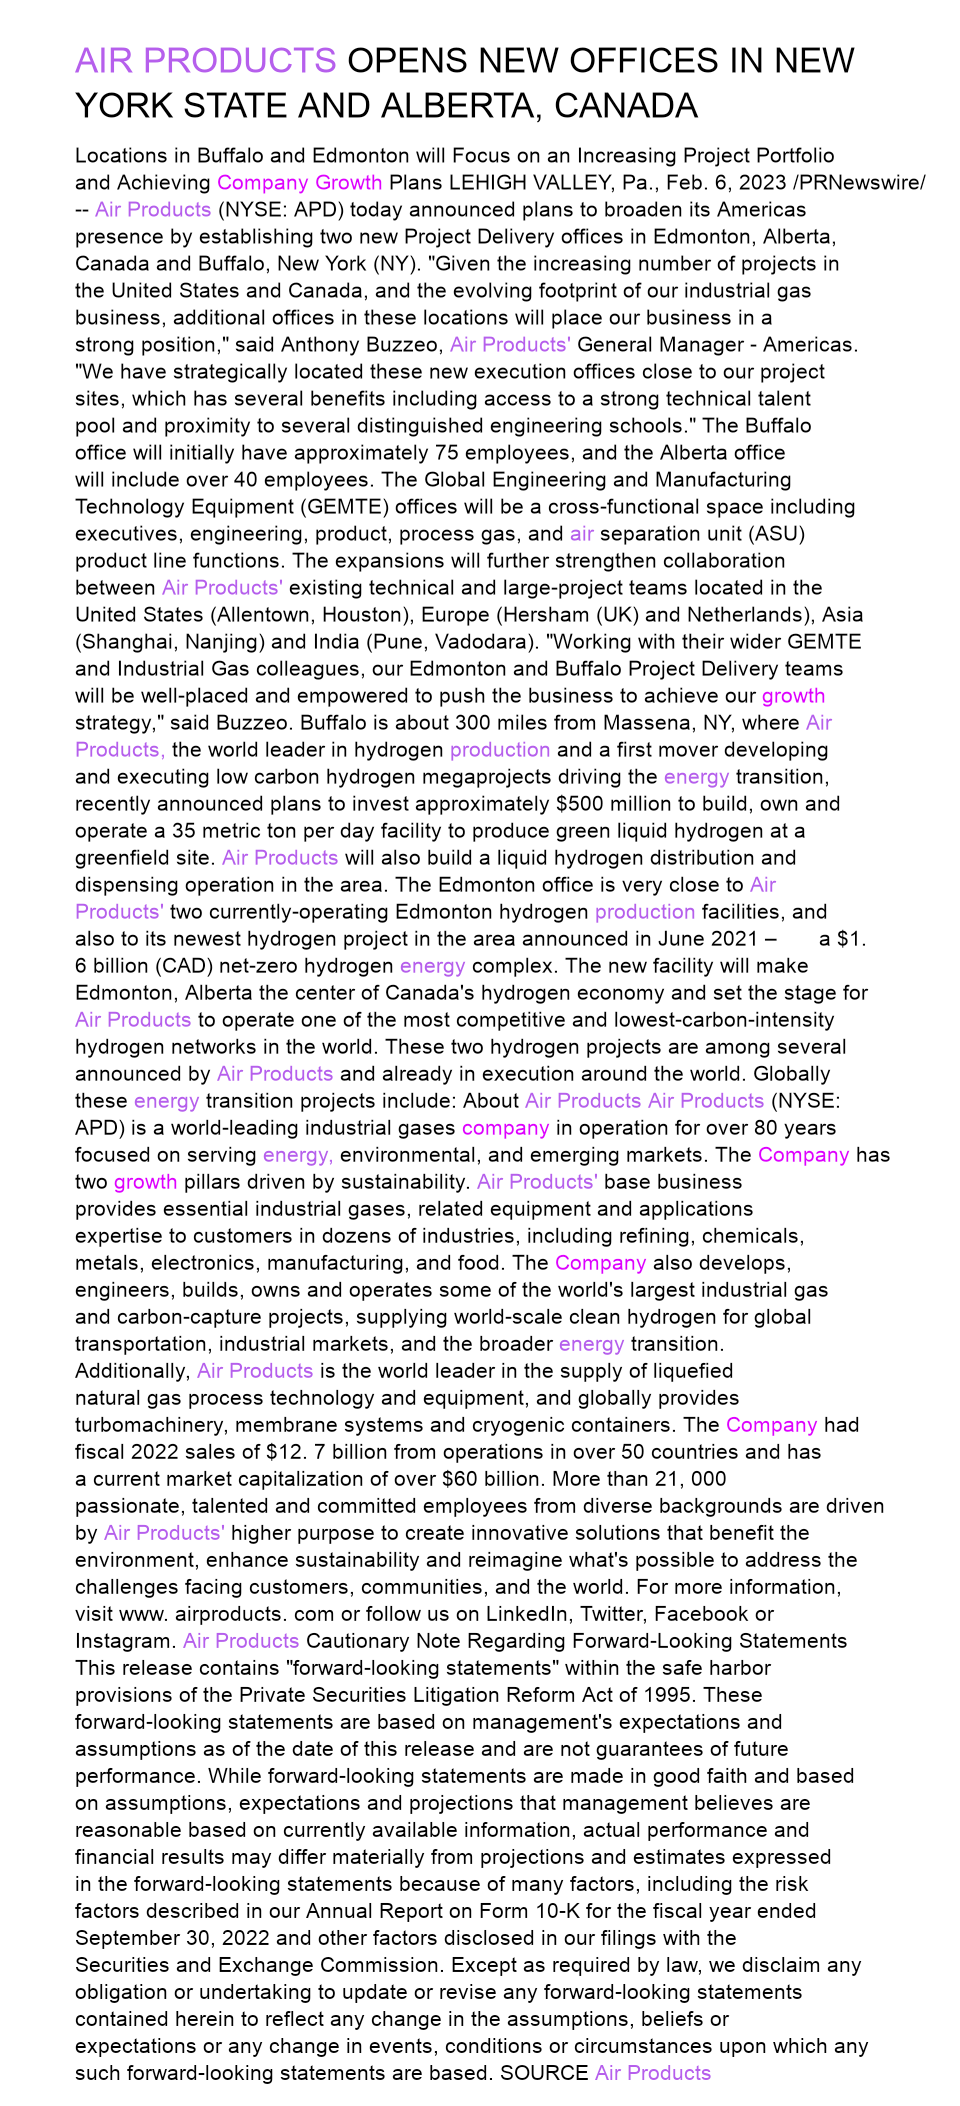 AIR PRODUCTS OPENS NEW OFFICES IN NEW
YORK STATE AND ALBERTA, CANADA
Locations in Buffalo and Edmonton will Focus on an Increasing Project Portfolio
and Achieving Company Growth Plans LEHIGH VALLEY, Pa., Feb. 6, 2023 /PRNewswire/
-- Air Products (NYSE: APD) today announced plans to broaden its Americas
presence by establishing two new Project Delivery offices in Edmonton, Alberta,
Canada and Buffalo, New York (NY). "Given the increasing number of projects in
the United States and Canada, and the evolving footprint of our industrial gas
business, additional offices in these locations will place our business in a
strong position," said Anthony Buzzeo, Air Products' General Manager - Americas.
"We have strategically located these new execution offices close to our project
sites, which has several benefits including access to a strong technical talent
pool and proximity to several distinguished engineering schools." The Buffalo
office will initially have approximately 75 employees, and the Alberta office
will include over 40 employees. The Global Engineering and Manufacturing
Technology Equipment (GEMTE) offices will be a cross-functional space including
executives, engineering, product, process gas, and air separation unit (ASU)
product line functions. The expansions will further strengthen collaboration
between Air Products' existing technical and large-project teams located in the
United States (Allentown, Houston), Europe (Hersham (UK) and Netherlands), Asia
(Shanghai, Nanjing) and India (Pune, Vadodara). "Working with their wider GEMTE
and Industrial Gas colleagues, our Edmonton and Buffalo Project Delivery teams
will be well-placed and empowered to push the business to achieve our growth
strategy," said Buzzeo. Buffalo is about 300 miles from Massena, NY, where Air
Products, the world leader in hydrogen production and a first mover developing
and executing low carbon hydrogen megaprojects driving the energy transition,
recently announced plans to invest approximately $500 million to build, own and
operate a 35 metric ton per day facility to produce green liquid hydrogen at a
greenfield site. Air Products will also build a liquid hydrogen distribution and
dispensing operation in the area. The Edmonton office is very close to Air
Products' two currently-operating Edmonton hydrogen production facilities, and
also to its newest hydrogen project in the area announced in June 2021 – a $1.
6 billion (CAD) net-zero hydrogen energy complex. The new facility will make
Edmonton, Alberta the center of Canada's hydrogen economy and set the stage for
Air Products to operate one of the most competitive and lowest-carbon-intensity
hydrogen networks in the world. These two hydrogen projects are among several
announced by Air Products and already in execution around the world. Globally
these energy transition projects include: About Air Products Air Products (NYSE:
APD) is a world-leading industrial gases company in operation for over 80 years
focused on serving energy, environmental, and emerging markets. The Company has
two growth pillars driven by sustainability. Air Products' base business
provides essential industrial gases, related equipment and applications
expertise to customers in dozens of industries, including refining, chemicals,
metals, electronics, manufacturing, and food. The Company also develops,
engineers, builds, owns and operates some of the world's largest industrial gas
and carbon-capture projects, supplying world-scale clean hydrogen for global
transportation, industrial markets, and the broader energy transition.
Additionally, Air Products is the world leader in the supply of liquefied
natural gas process technology and equipment, and globally provides
turbomachinery, membrane systems and cryogenic containers. The Company had
fiscal 2022 sales of $12. 7 billion from operations in over 50 countries and has
a current market capitalization of over $60 billion. More than 21, 000
passionate, talented and committed employees from diverse backgrounds are driven
by Air Products' higher purpose to create innovative solutions that benefit the
environment, enhance sustainability and reimagine what's possible to address the
challenges facing customers, communities, and the world. For more information,
visit www. airproducts. com or follow us on LinkedIn, Twitter, Facebook or
Instagram. Air Products Cautionary Note Regarding Forward-Looking Statements
This release contains "forward-looking statements" within the safe harbor
provisions of the Private Securities Litigation Reform Act of 1995. These
forward-looking statements are based on management's expectations and
assumptions as of the date of this release and are not guarantees of future
performance. While forward-looking statements are made in good faith and based
on assumptions, expectations and projections that management believes are
reasonable based on currently available information, actual performance and
financial results may differ materially from projections and estimates expressed
in the forward-looking statements because of many factors, including the risk
factors described in our Annual Report on Form 10-K for the fiscal year ended
September 30, 2022 and other factors disclosed in our filings with the
Securities and Exchange Commission. Except as required by law, we disclaim any
obligation or undertaking to update or revise any forward-looking statements
contained herein to reflect any change in the assumptions, beliefs or
expectations or any change in events, conditions or circumstances upon which any
such forward-looking statements are based. SOURCE Air Products